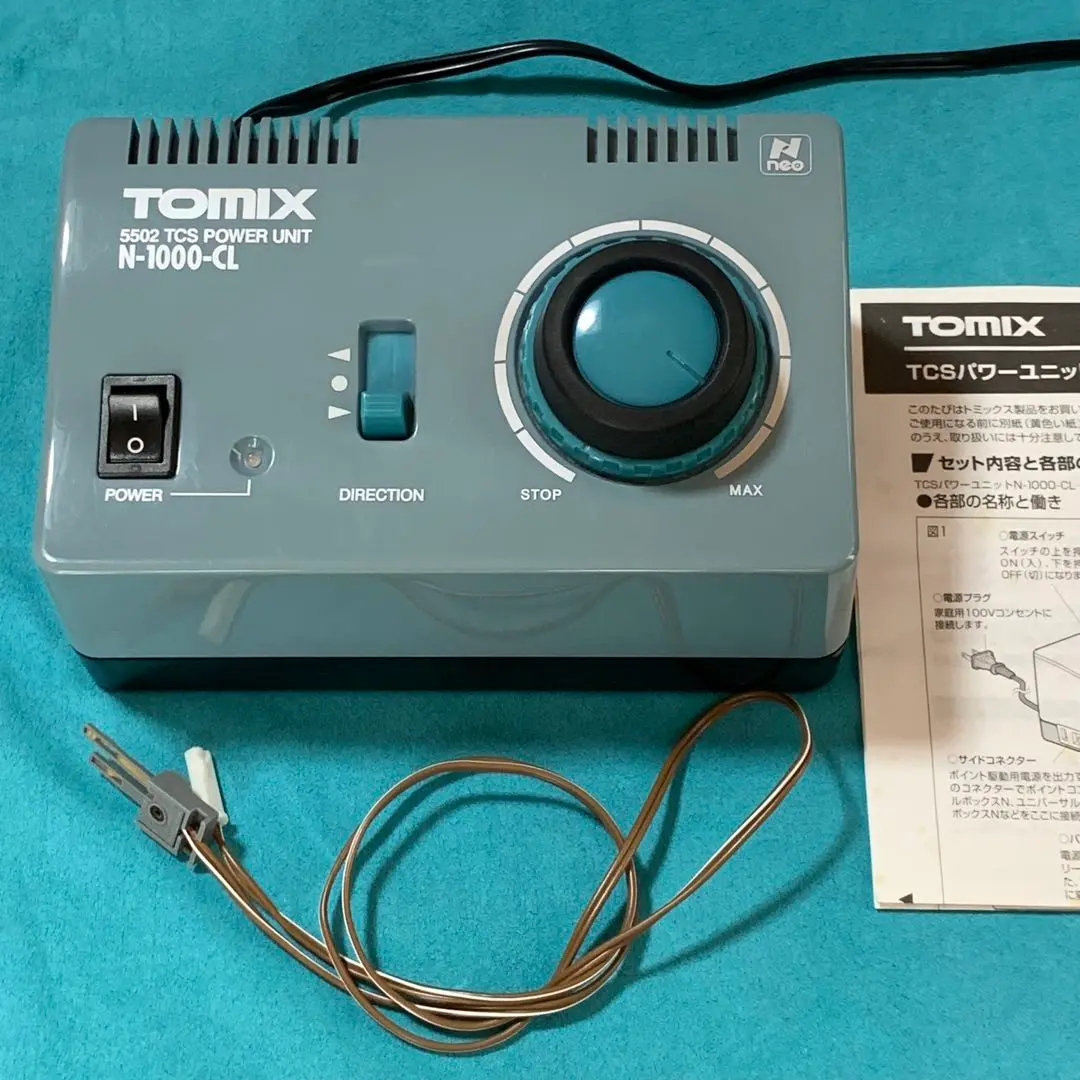 neo
TOMIX
5502 TCS POWER UNIT
N-1000-CL
POWER
DIRECTION
STOP
MAX
TOMIX
TCSパワーユニッ
このたびはトミックス製品をお買い
ご使用になる前に別紙(黄色い紙
のうえ、取り扱いには十分注意して
セット内容と各部の
TCSパワーユニットN-1000-CL
●各部の名称と働き
図1
○電源スイッチ
スイッチの上を押
ON(入)、下を押
OFF(切)になりま
○電源プラグ
家庭用100Vコンセントに
接続します。
○サイドコネクター
ポイント駆動用電源を出力す
のコネクターでポイントコン
ルボックスN、ユニバーサル
ボックスNなどをここに接続
電源
リー
た、